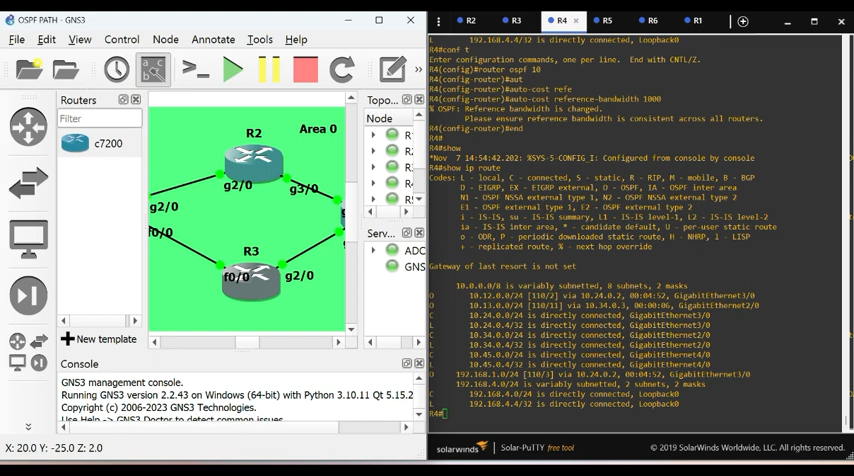 OSPF PATH - GNS3
File Edit View Control Node Annotate Tools Help
Routers
Filter
c7200
New template
Area 0
R2
g2/0
g3/0
g2/0
f0/0
R3
f0/0
g2/0
Topo...
Node
Serv...
ADC
GNS
Console
GNS3 management console.
Running GNS3 version 2.2.43 on Windows (64-bit) with Python 3.10.11 Qt 5.15.2
Copyright (c) 2006-2023 GNS3 Technologies.
Use Help -> GNS3 Doctor to detect common issues.
X: 20.0 Y: -25.0 Z: 2.0
R2 R3 R4 R5 R6 R1
L 192.168.4.4/32 is directly connected, Loopback0
R4#conf t
Enter configuration commands, one per line. End with CNTL/Z.
R4(config)#router ospf 10
R4(config-router)#aut
R4(config-router)#auto-cost refe
R4(config-router)#auto-cost reference-bandwidth 1000
% OSPF: Reference bandwidth is changed.
Please ensure reference bandwidth is consistent across all routers.
R4(config-router)#end
R4#
R4#show
*Nov 7 14:54:42.202: %SYS-5-CONFIG_I: Configured from console by console
R4#show ip route
Codes: L - local, C - connected, S - static, R - RIP, M - mobile, B - BGP
D - EIGRP, EX - EIGRP external, O - OSPF, IA - OSPF inter area
N1 - OSPF NSSA external type 1, N2 - OSPF NSSA external type 2
E1 - OSPF external type 1, E2 - OSPF external type 2
i - IS-IS, su - IS-IS summary, L1 - IS-IS level-1, L2 - IS-IS level-2
ia - IS-IS inter area, * - candidate default, U - per-user static route
o - ODR, P - periodic downloaded static route, H - NHRP, l - LISP
+ - replicated route, % - next hop override
Gateway of last resort is not set
10.0.0.0/8 is variably subnetted, 8 subnets, 2 masks
O 10.12.0.0/24 [110/2] via 10.24.0.2, 00:04:52, GigabitEthernet3/0
O 10.13.0.0/24 [110/11] via 10.34.0.3, 00:00:06, GigabitEthernet2/0
C 10.24.0.0/24 is directly connected, GigabitEthernet3/0
L 10.24.0.4/32 is directly connected, GigabitEthernet3/0
C 10.34.0.0/24 is directly connected, GigabitEthernet2/0
L 10.34.0.4/32 is directly connected, GigabitEthernet2/0
C 10.45.0.0/24 is directly connected, GigabitEthernet4/0
L 10.45.0.4/32 is directly connected, GigabitEthernet4/0
O 192.168.1.0/24 [110/3] via 10.24.0.2, 00:04:52, GigabitEthernet3/0
192.168.4.0/24 is variably subnetted, 2 subnets, 2 masks
C 192.168.4.0/24 is directly connected, Loopback0
L 192.168.4.4/32 is directly connected, Loopback0
R4#
solarwinds Solar-PuTTY free tool © 2019 SolarWinds Worldwide, LLC. All rights reserved.